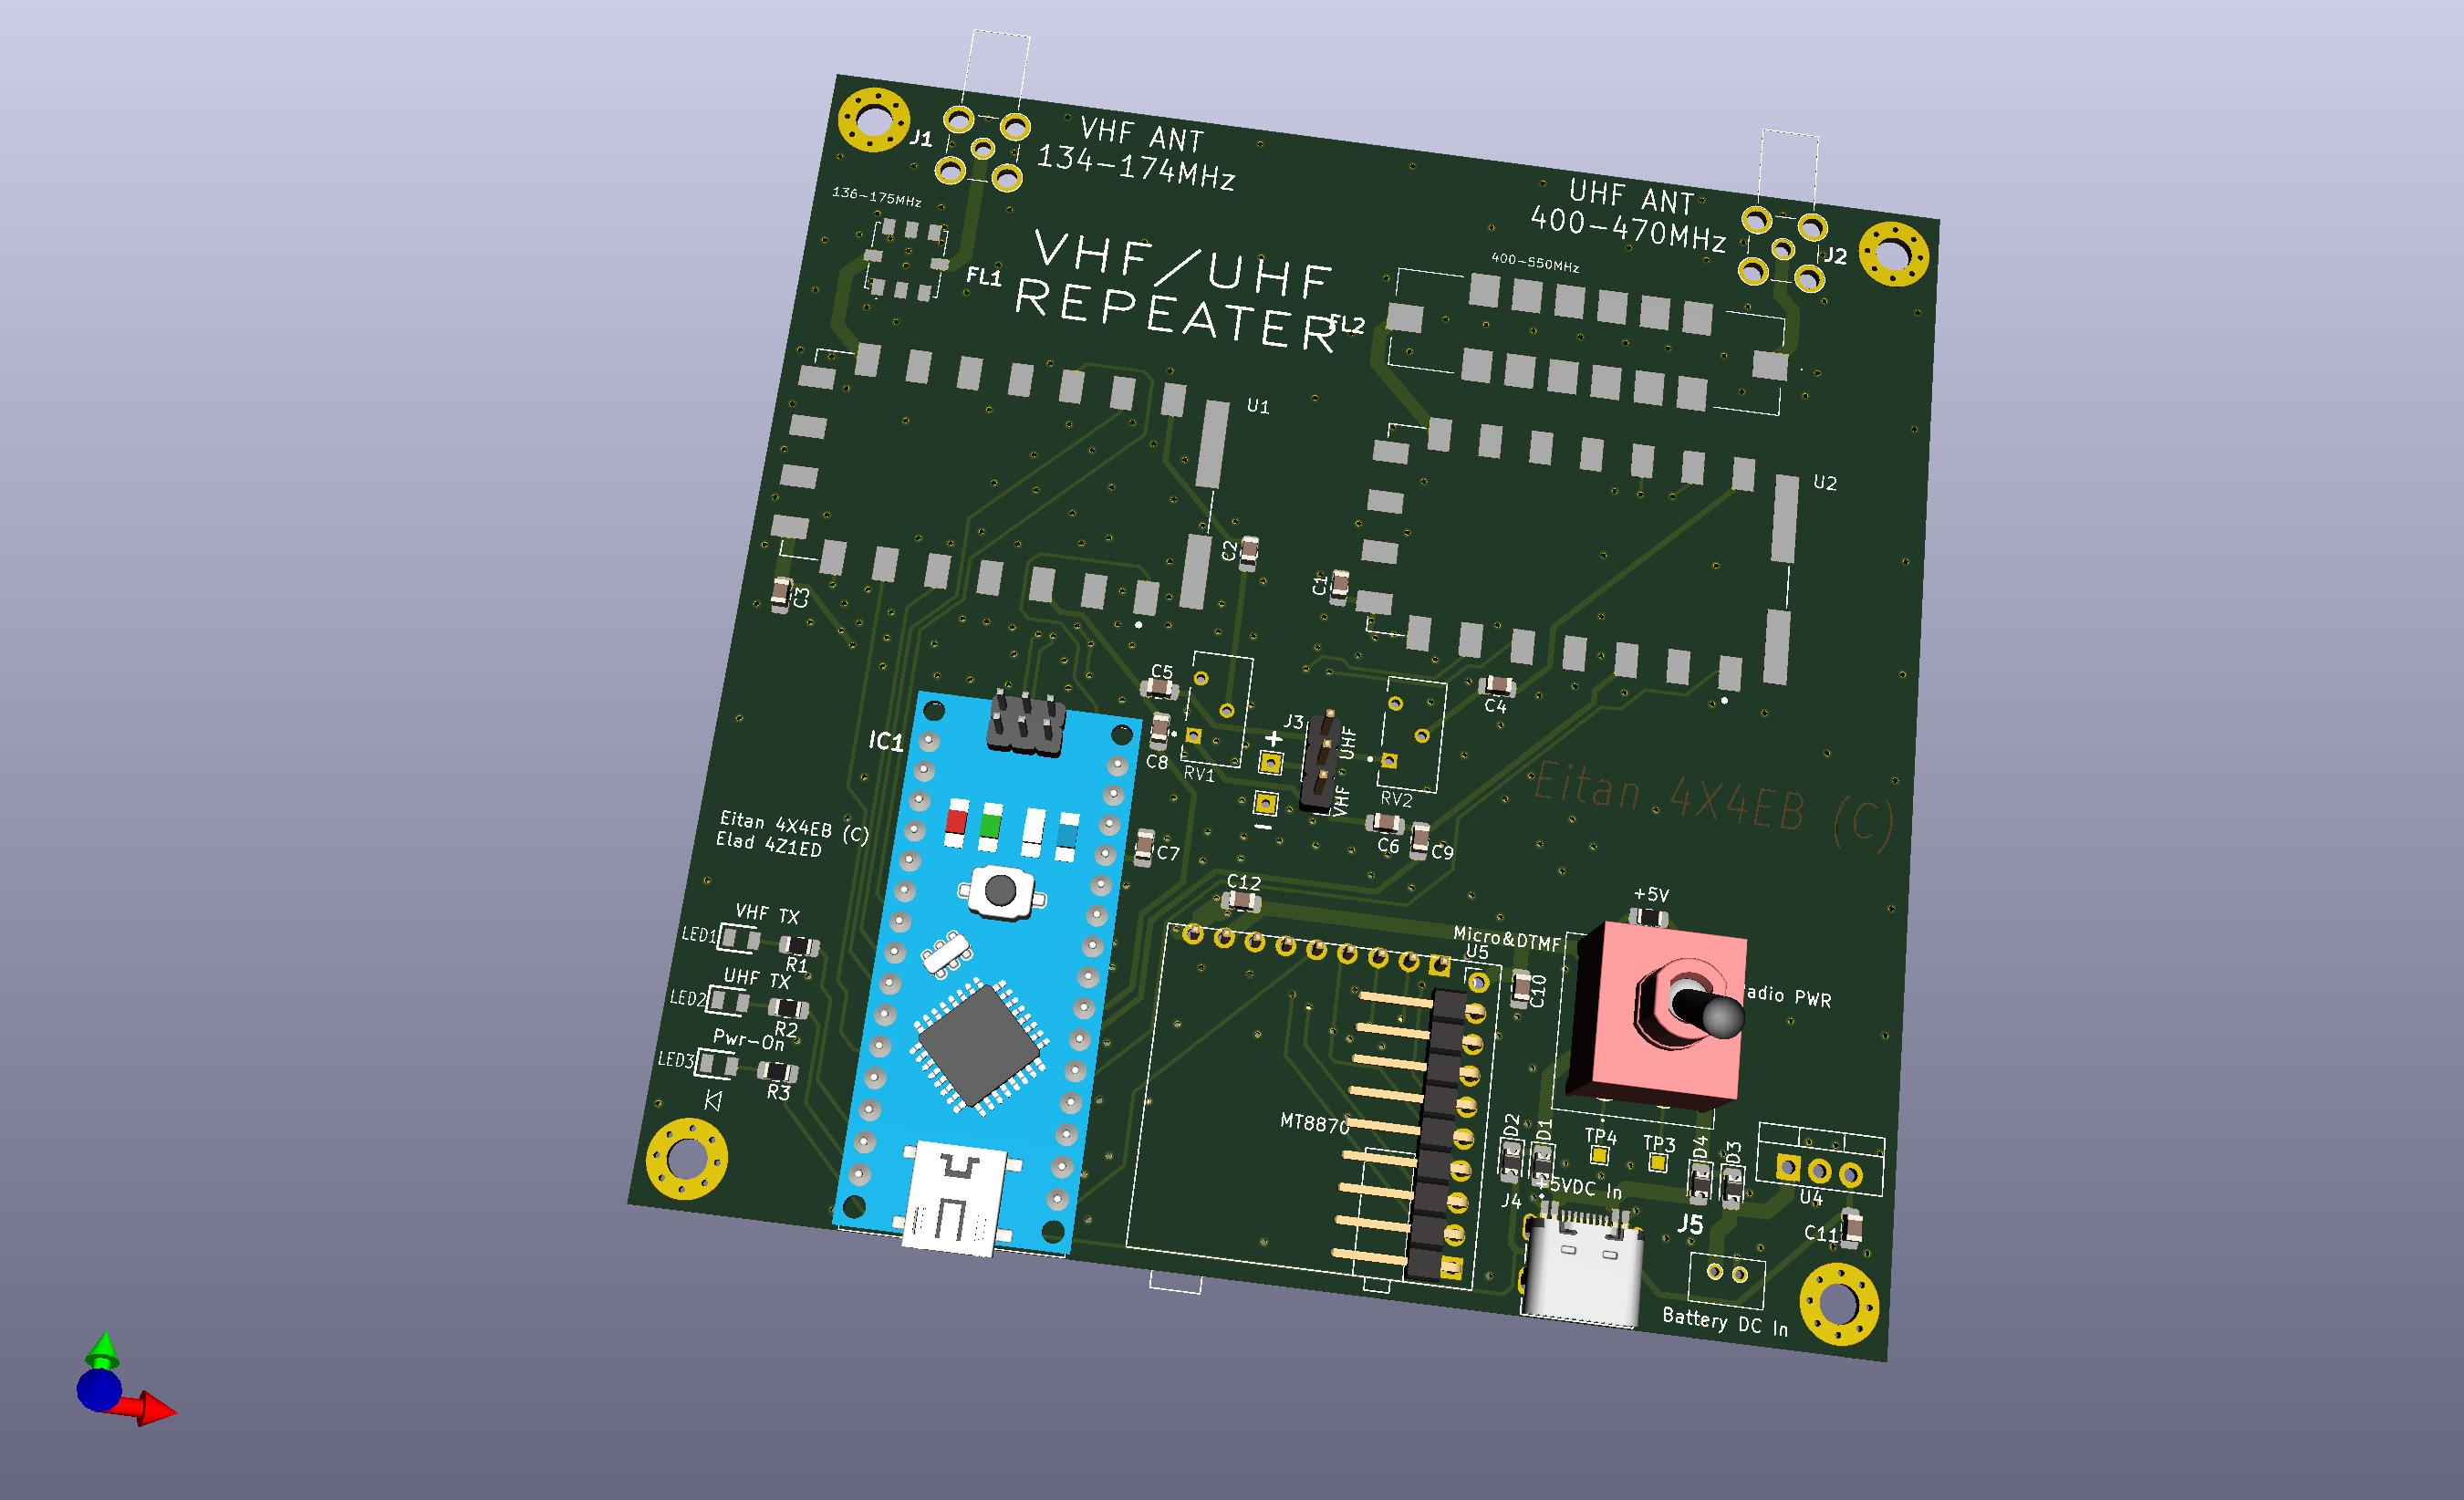 J1
VHF ANT
134-174MHz
136-175MHz
FL1
VHF/UHF
REPEATER
UHF ANT
400-470MHz
J2
400-550MHz
FL2
U1
U2
C3
C2
C1
C5
C4
C8
RV1
J3
+
-
UHF
VHF
RV2
C6
C9
C7
C12
IC1
Eitan 4X4EB (C)
Eitan 4X4EB (C)
Elad 4Z1ED
VHF TX
LED1
R1
UHF TX
LED2
R2
Pwr-On
LED3
R3
+5V
Micro&DTMF
U5
C10
adio PWR
MT8870
D2
D1
TP4
TP3
D4
D3
J4
+5VDC In
J5
U4
C11
Battery DC In